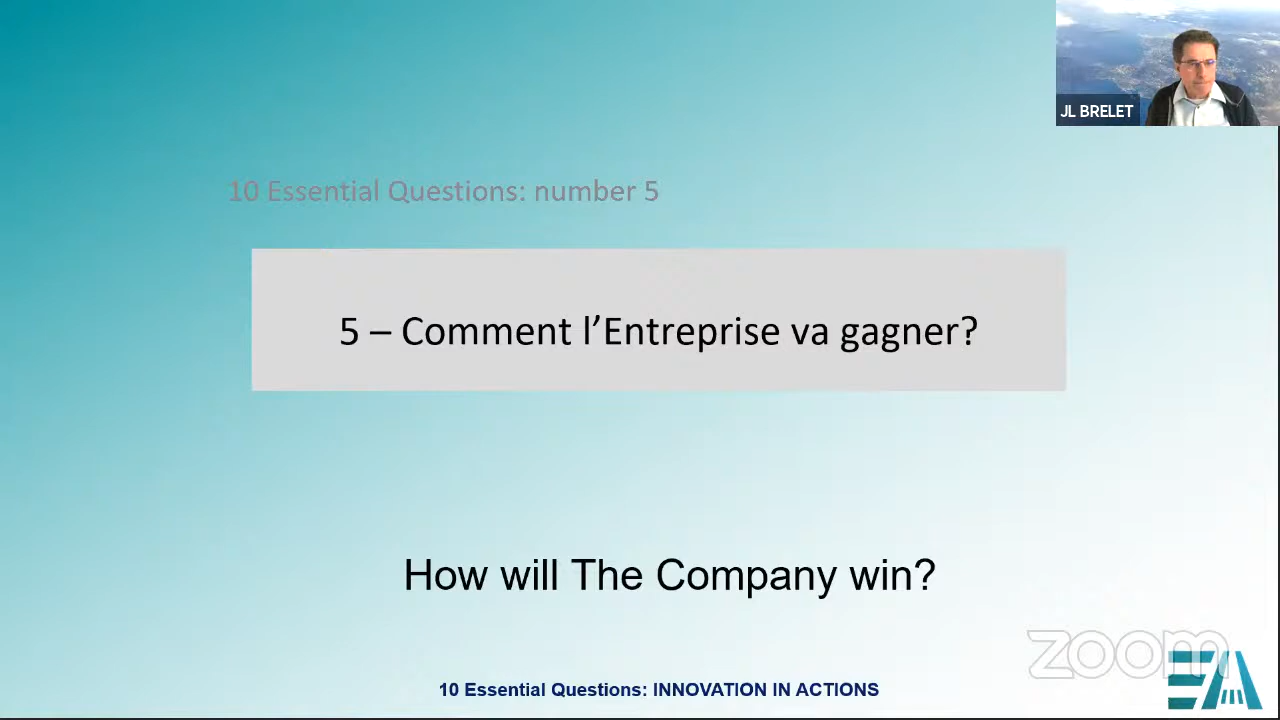 JL BRELET
10 Essential Questions: number 5
5 – Comment l’Entreprise va gagner?
How will The Company win?
zoom
10 Essential Questions: INNOVATION IN ACTIONS
EA